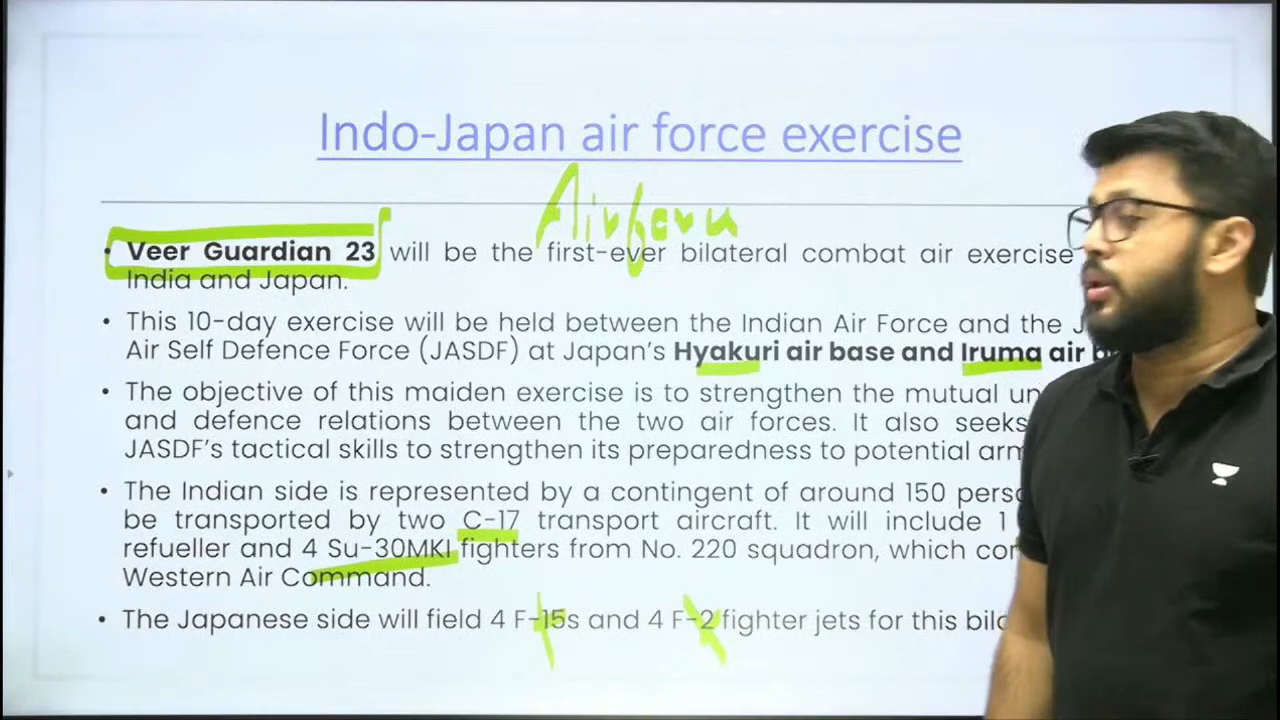 Indo-Japan air force exercise
• Veer Guardian 23 will be the first-ever bilateral combat air exercise
India and Japan.
• This 10-day exercise will be held between the Indian Air Force and the J
Air Self Defence Force (JASDF) at Japan's Hyakuri air base and Iruma air b
• The objective of this maiden exercise is to strengthen the mutual un
and defence relations between the two air forces. It also seeks
JASDF's tactical skills to strengthen its preparedness to potential arm
• The Indian side is represented by a contingent of around 150 pers
be transported by two C-17 transport aircraft. It will include 1
refueller and 4 Su-30MKI fighters from No. 220 squadron, which co
Western Air Command.
• The Japanese side will field 4 F-15s and 4 F-2 fighter jets for this bil